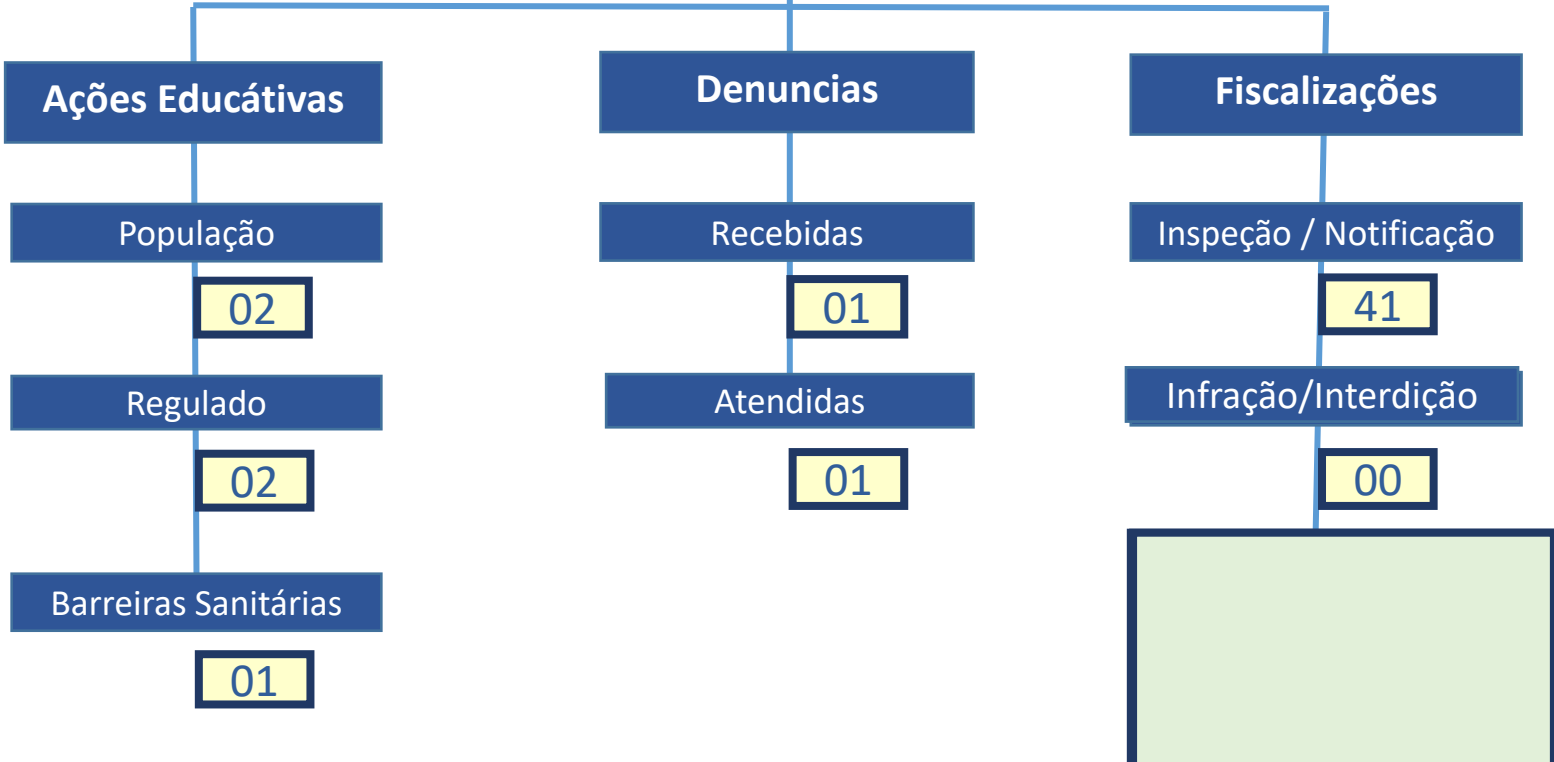 Ações Educátivas
População
02
Regulado
02
Barreiras Sanitárias
01
Denuncias
Recebidas
01
Atendidas
01
Fiscalizações
Inspeção / Notificação
41
Infração/Interdição
00